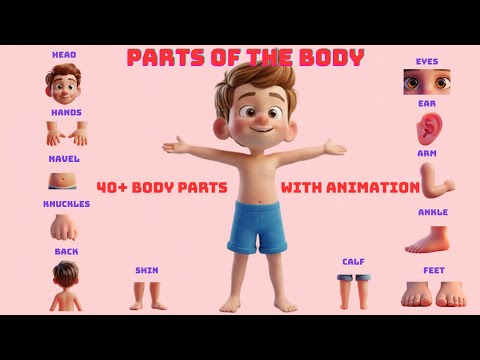 PARTS OF THE BODY
HEAD
HANDS
NAVEL
KNUCKLES
BACK
SHIN
40+ BODY PARTS WITH ANIMATION
EYES
EAR
ARM
ANKLE
CALF
FEET